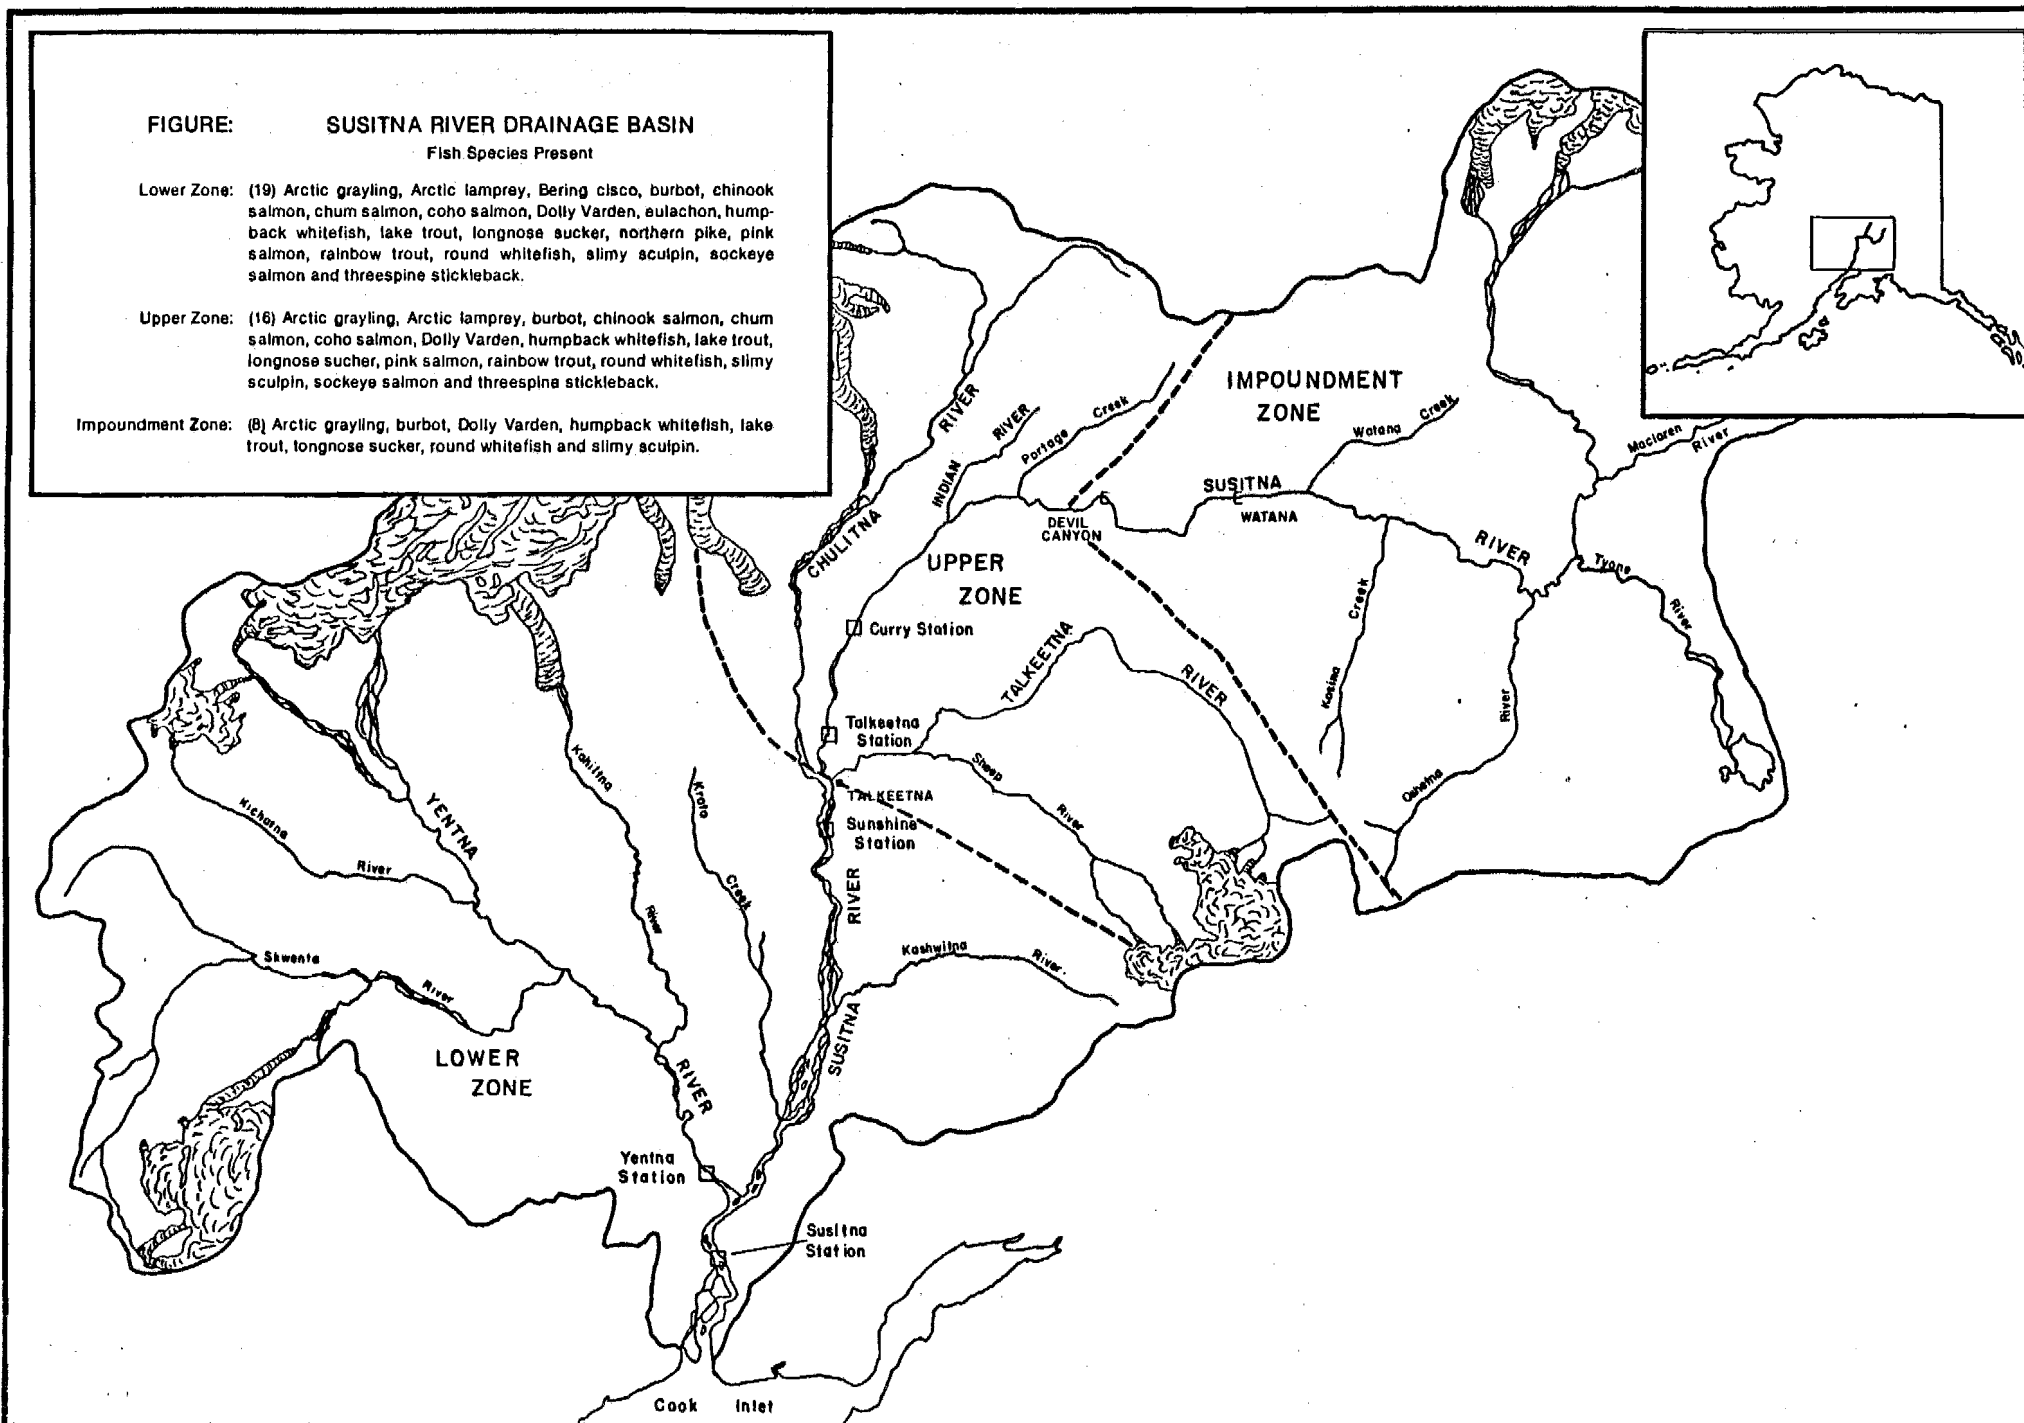 FIGURE: SUSITNA RIVER DRAINAGE BASIN
Fish Species Present
Lower Zone: (19) Arctic grayling, Arctic lamprey, Bering cisco, burbot, chinook
salmon, chum salmon, coho salmon, Dolly Varden, eulachon, hump-
back whitefish, lake trout, longnose sucker, northern pike, pink
salmon, rainbow trout, round whitefish, slimy sculpin, sockeye
salmon and threespine stickleback.
Upper Zone: (16) Arctic grayling, Arctic lamprey, burbot, chinook salmon, chum
salmon, coho salmon, Dolly Varden, humpback whitefish, lake trout,
longnose sucher, pink salmon, rainbow trout, round whitefish, slimy
sculpin, sockeye salmon and threespine stickleback.
Impoundment Zone: (8) Arctic grayling, burbot, Dolly Varden, humpback whitefish, lake
trout, longnose sucker, round whitefish and slimy sculpin.
IMPOUNDMENT
ZONE
CHULITNA RIVER
INDIAN RIVER
Portage Creek
Watana Creek
Maclaren River
SUSITNA RIVER
WATANA
DEVIL
CANYON
UPPER
ZONE
Tyone River
Kosina Creek
Oshetna River
Curry Station
TALKEETNA RIVER
Talkeetna
Station
Sheep River
TALKEETNA
Sunshine
Station
Kahiltna River
Kroto Creek
YENTNA RIVER
Kichatna River
Skwenta River
Kashwitna River
SUSITNA RIVER
LOWER
ZONE
Yentna
Station
Susitna
Station
Cook Inlet